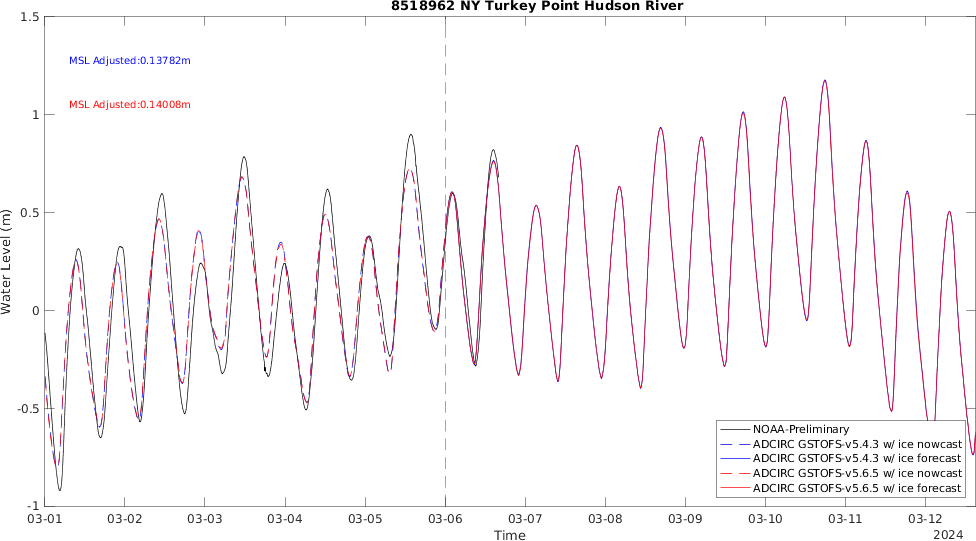 8518962 NY Turkey Point Hudson River
1.5
MSL Adjusted:0.13782m
MSL Adjusted:0.14008m
1
0.5
0
-0.5
-1
Water Level (m)
NOAA-Preliminary
ADCIRC GSTOFS-v5.4.3 w/ ice nowcast
ADCIRC GSTOFS-v5.4.3 w/ ice forecast
ADCIRC GSTOFS-v5.6.5 w/ ice nowcast
ADCIRC GSTOFS-v5.6.5 w/ ice forecast
03-01 03-02 03-03 03-04 03-05 03-06 03-07 03-08 03-09 03-10 03-11 03-12
Time
2024